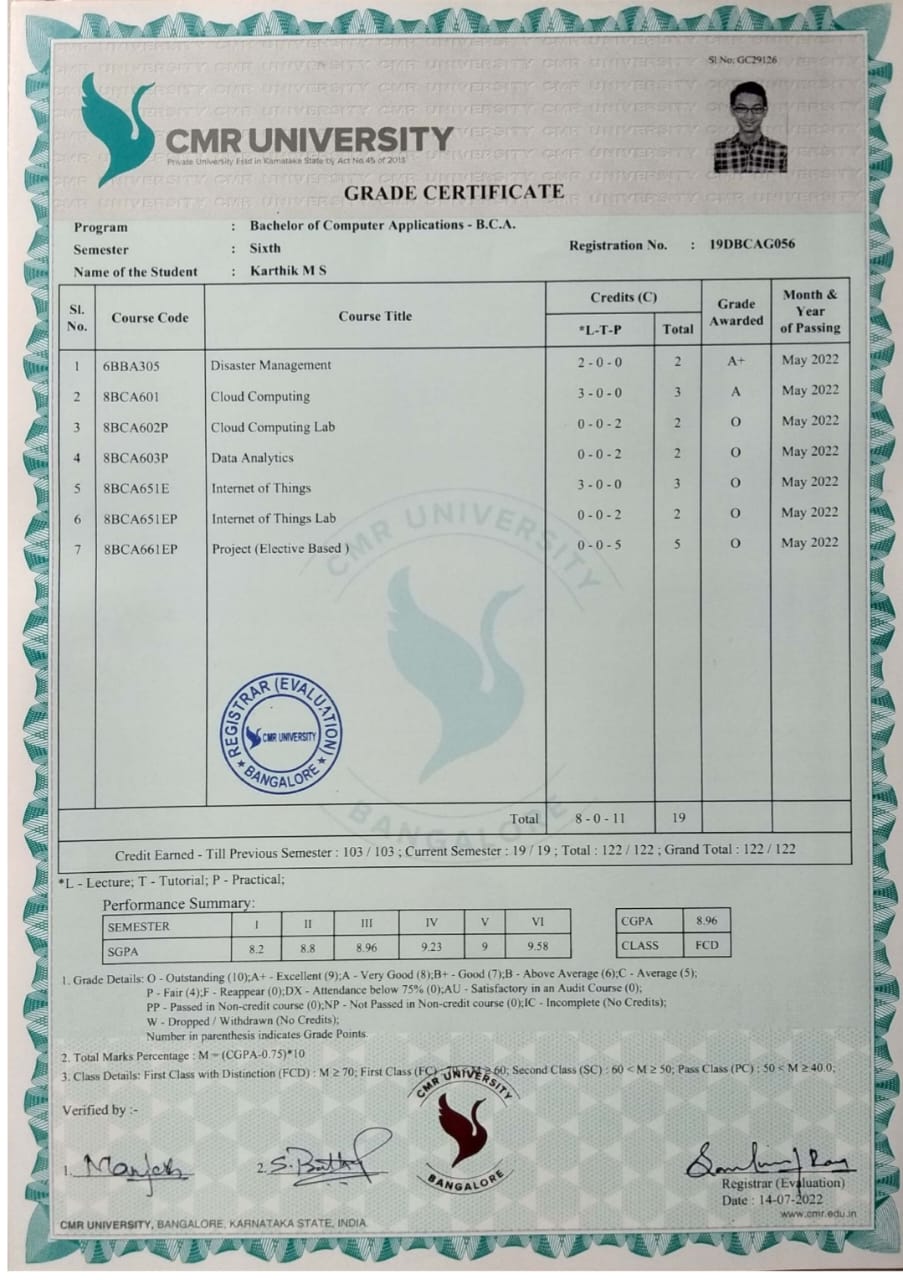 Sl No: GC29126
CMR UNIVERSITY
Private University Estd in Karnataka State by Act No 45 of 2013
GRADE CERTIFICATE
Program : Bachelor of Computer Applications - B.C.A.
Semester : Sixth Registration No. : 19DBCAG056
Name of the Student : Karthik M S
Sl. No. Course Code Course Title Credits (C) *L-T-P Total Grade Awarded Month & Year of Passing
1 6BBA305 Disaster Management 2 - 0 - 0 2 A+ May 2022
2 8BCA601 Cloud Computing 3 - 0 - 0 3 A May 2022
3 8BCA602P Cloud Computing Lab 0 - 0 - 2 2 O May 2022
4 8BCA603P Data Analytics 0 - 0 - 2 2 O May 2022
5 8BCA651E Internet of Things 3 - 0 - 0 3 O May 2022
6 8BCA651EP Internet of Things Lab 0 - 0 - 2 2 O May 2022
7 8BCA661EP Project (Elective Based ) 0 - 0 - 5 5 O May 2022
CMR UNIVERSITY
BANGALORE
REGISTRAR (EVALUATION)
CMR UNIVERSITY
★ BANGALORE ★
Total 8 - 0 - 11 19
Credit Earned - Till Previous Semester : 103 / 103 ; Current Semester : 19 / 19 ; Total : 122 / 122 ; Grand Total : 122 / 122
*L - Lecture; T - Tutorial; P - Practical;
Performance Summary:
SEMESTER I II III IV V VI CGPA 8.96
SGPA 8.2 8.8 8.96 9.23 9 9.58 CLASS FCD
1. Grade Details: O - Outstanding (10);A+ - Excellent (9);A - Very Good (8);B+ - Good (7);B - Above Average (6);C - Average (5);
P - Fair (4);F - Reappear (0);DX - Attendance below 75% (0);AU - Satisfactory in an Audit Course (0);
PP - Passed in Non-credit course (0);NP - Not Passed in Non-credit course (0);IC - Incomplete (No Credits);
W - Dropped / Withdrawn (No Credits);
Number in parenthesis indicates Grade Points.
2. Total Marks Percentage : M = (CGPA-0.75)*10
3. Class Details: First Class with Distinction (FCD) : M ≥ 70; First Class (FC) ≥ 60; Second Class (SC) : 60 < M ≥ 50; Pass Class (PC) : 50 < M ≥ 40.0;
CMR UNIVERSITY
BANGALORE
Verified by :-
1.
2.
Registrar (Evaluation)
Date : 14-07-2022
www.cmr.edu.in
CMR UNIVERSITY, BANGALORE, KARNATAKA STATE, INDIA.